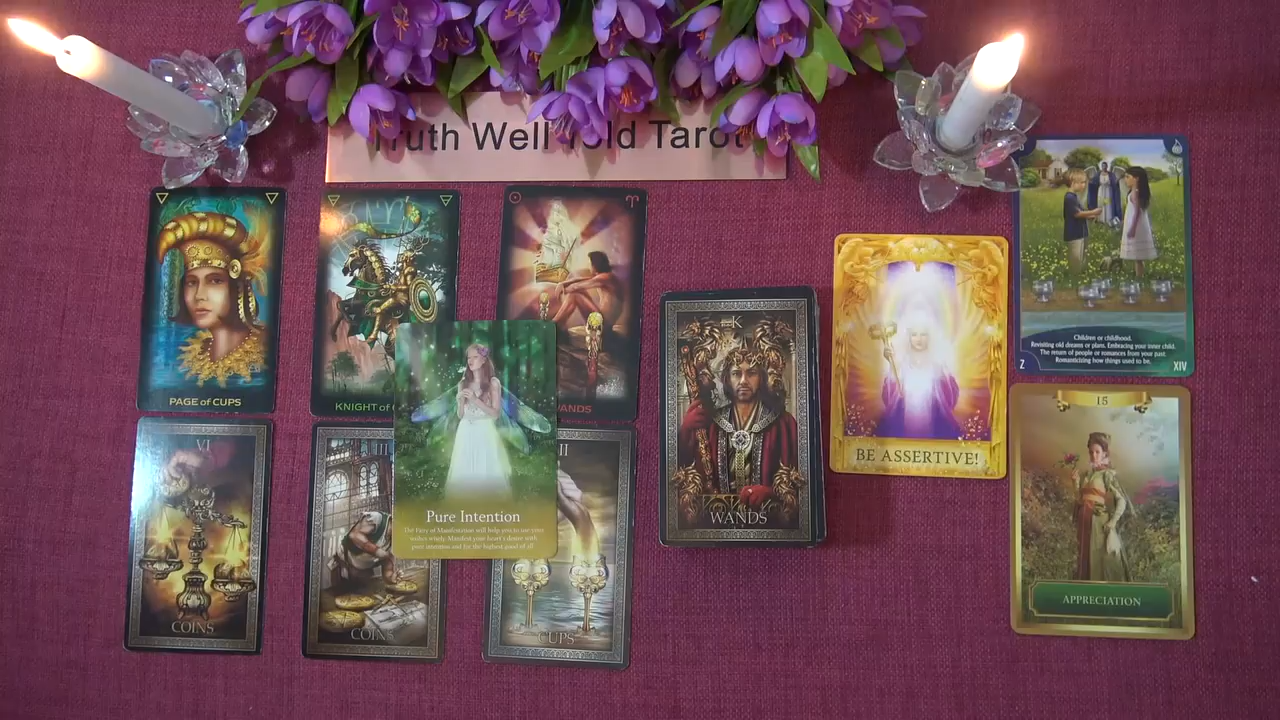 Truth Well Told Tarot
PAGE of CUPS
KNIGHT of
WANDS
K
WANDS
BE ASSERTIVE!
Children or childhood.
Revisiting old dreams or plans. Embracing your inner child.
The return of people or romances from your past.
Romanticizing how things used to be.
Z
XIV
VI
COINS
III
COINS
II
CUPS
Pure Intention
The Fairy of Manifestation will help you to use your
wishes wisely. Manifest your heart's desire with
pure intention and for the highest good of all
15
APPRECIATION